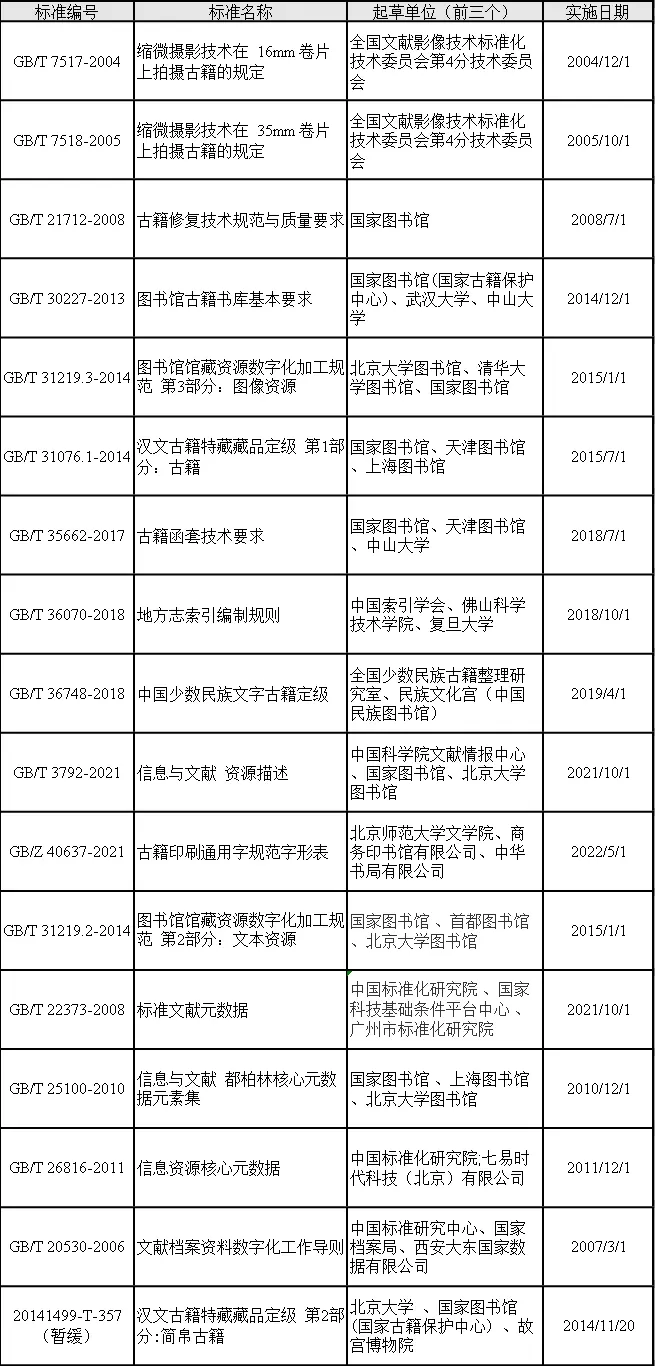 标准编号 标准名称 起草单位（前三个） 实施日期
GB/T 7517-2004 缩微摄影技术在 16mm卷片 全国文献影像技术标准化 2004/12/1
上拍摄古籍的规定 技术委员会第4分技术委员
会
GB/T 7518-2005 缩微摄影技术在 35mm卷片 全国文献影像技术标准化 2005/10/1
上拍摄古籍的规定 技术委员会第4分技术委员
会
GB/T 21712-2008 古籍修复技术规范与质量要求 国家图书馆 2008/7/1
GB/T 30227-2013 图书馆古籍书库基本要求 国家图书馆(国家古籍保护 2014/12/1
中心)、武汉大学、中山大
学
GB/T 31219.3-2014 图书馆馆藏资源数字化加工规 北京大学图书馆、清华大 2015/1/1
范 第3部分：图像资源 学图书馆、国家图书馆
GB/T 31076.1-2014 汉文古籍特藏藏品定级 第1部 国家图书馆、天津图书馆 2015/7/1
分：古籍 、上海图书馆
GB/T 35662-2017 古籍函套技术要求 国家图书馆、天津图书馆 2018/7/1
、中山大学
GB/T 36070-2018 地方志索引编制规则 中国索引学会、佛山科学 2018/10/1
技术学院、复旦大学
GB/T 36748-2018 中国少数民族文字古籍定级 全国少数民族古籍整理研 2019/4/1
究室、民族文化宫（中国
民族图书馆）
GB/T 3792-2021 信息与文献 资源描述 中国科学院文献情报中心 2021/10/1
、国家图书馆、北京大学
图书馆
GB/Z 40637-2021 古籍印刷通用字规范字形表 北京师范大学文学院、商 2022/5/1
务印书馆有限公司、中华
书局有限公司
GB/T 31219.2-2014 图书馆馆藏资源数字化加工规 国家图书馆 、首都图书馆 2015/1/1
范 第2部分：文本资源 、北京大学图书馆
GB/T 22373-2008 标准文献元数据 中国标准化研究院 、国家 2021/10/1
科技基础条件平台中心 、
广州市标准化研究院
GB/T 25100-2010 信息与文献 都柏林核心元数 国家图书馆 、上海图书馆 2010/12/1
据元素集 、北京大学图书馆
GB/T 26816-2011 信息资源核心元数据 中国标准化研究院;七易时 2011/12/1
代科技（北京）有限公司
GB/T 20530-2006 文献档案资料数字化工作导则 中国标准研究中心、国家 2007/3/1
档案局、西安大东国家数
据有限公司
20141499-T-357 汉文古籍特藏藏品定级 第2部 北京大学 、国家图书馆 2014/11/20
（暂缓） 分:简帛古籍 (国家古籍保护中心) 、故
宫博物院